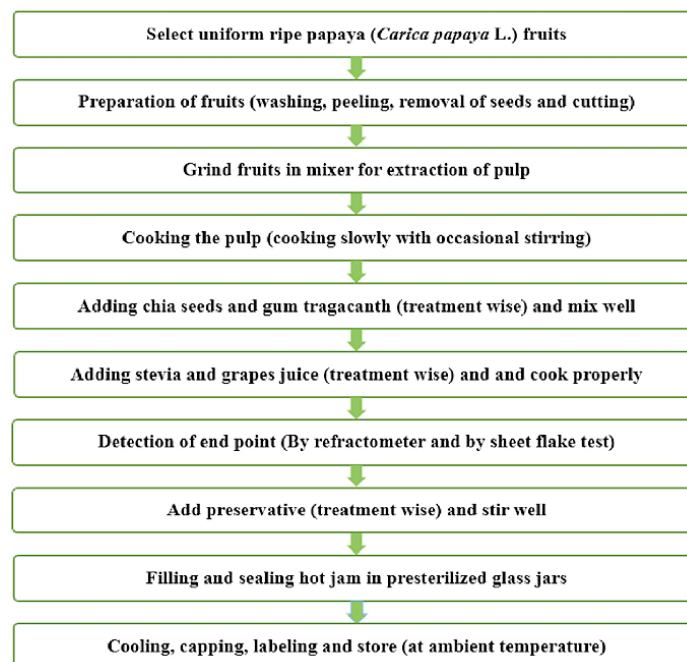 Select uniform ripe papaya (Carica papaya L.) fruits
Preparation of fruits (washing, peeling, removal of seeds and cutting)
Grind fruits in mixer for extraction of pulp
Cooking the pulp (cooking slowly with occasional stirring)
Adding chia seeds and gum tragacanth (treatment wise) and mix well
Adding stevia and grapes juice (treatment wise) and and cook properly
Detection of end point (By refractometer and by sheet flake test)
Add preservative (treatment wise) and stir well
Filling and sealing hot jam in presterilized glass jars
Cooling, capping, labeling and store (at ambient temperature)